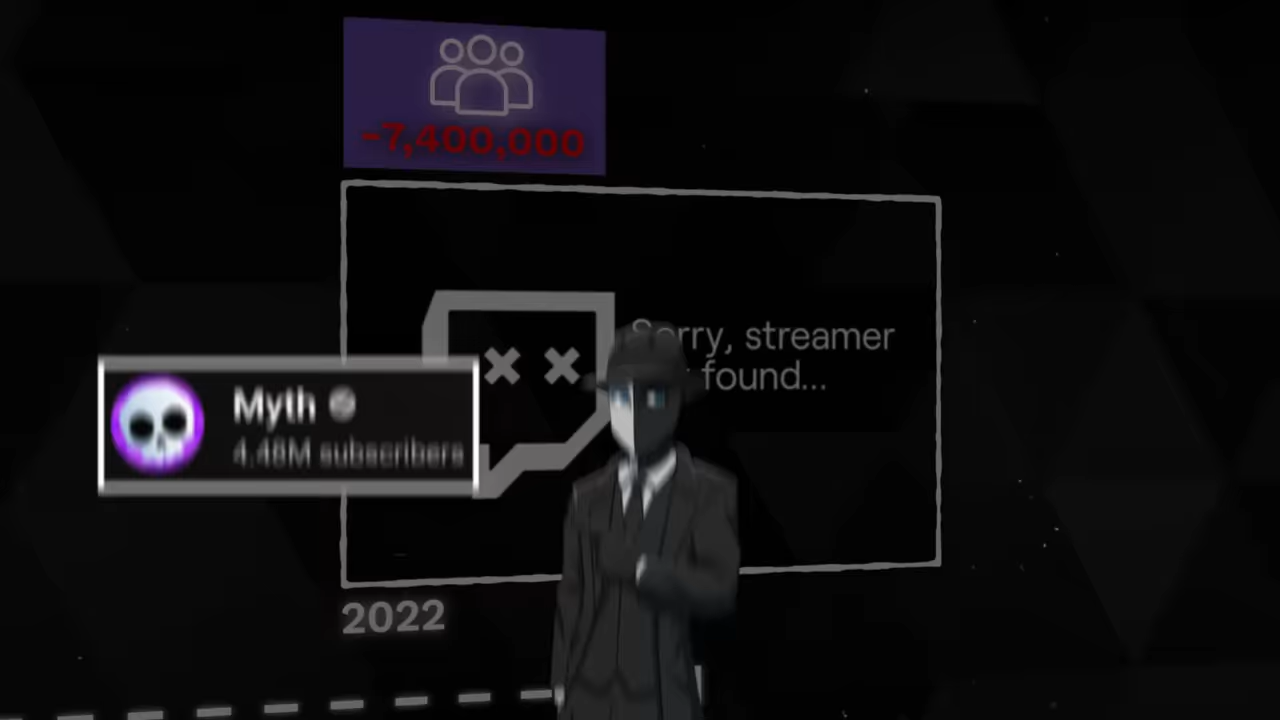 -7,400,000
Sorry, streamer
found...
Myth
4.48M subscribers
2022